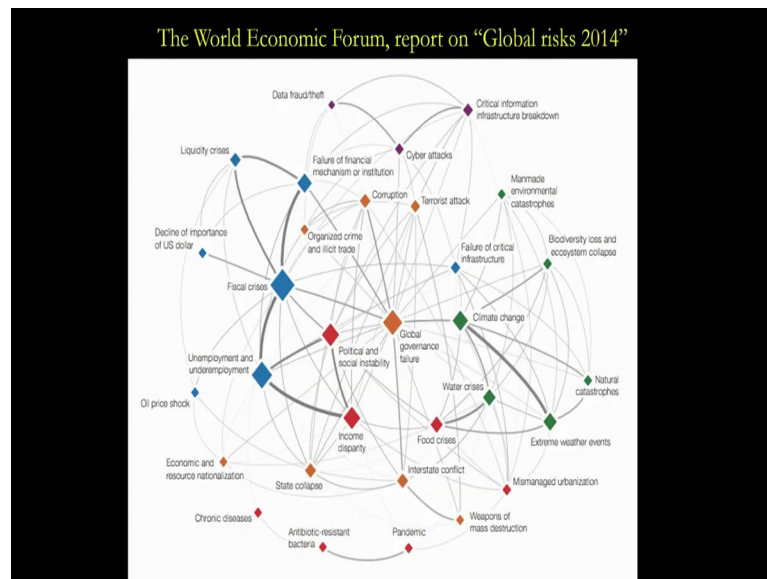 The World Economic Forum, report on “Global risks 2014”
Data fraud/theft
Critical information
infrastructure breakdown
Liquidity crises
Failure of financial
mechanism or institution
Cyber attacks
Manmade
environmental
catastrophes
Corruption
Terrorist attack
Decline of importance
of US dollar
Organized crime
and illicit trade
Failure of critical
infrastructure
Biodiversity loss and
ecosystem collapse
Fiscal crises
Climate change
Global
governance
failure
Political and
social instability
Unemployment and
underemployment
Water crises
Natural
catastrophes
Oil price shock
Income
disparity
Food crises
Extreme weather events
Economic and
resource nationalization
State collapse
Interstate conflict
Mismanaged urbanization
Chronic diseases
Antibiotic-resistant
bacteria
Pandemic
Weapons of
mass destruction